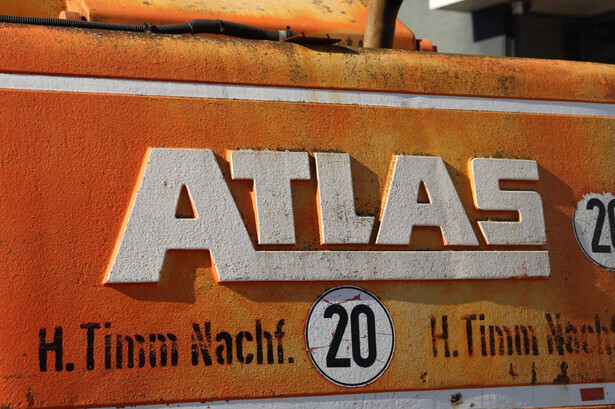 ATLAS
20
H. Timm Nachf. 20 H. Timm Nachf